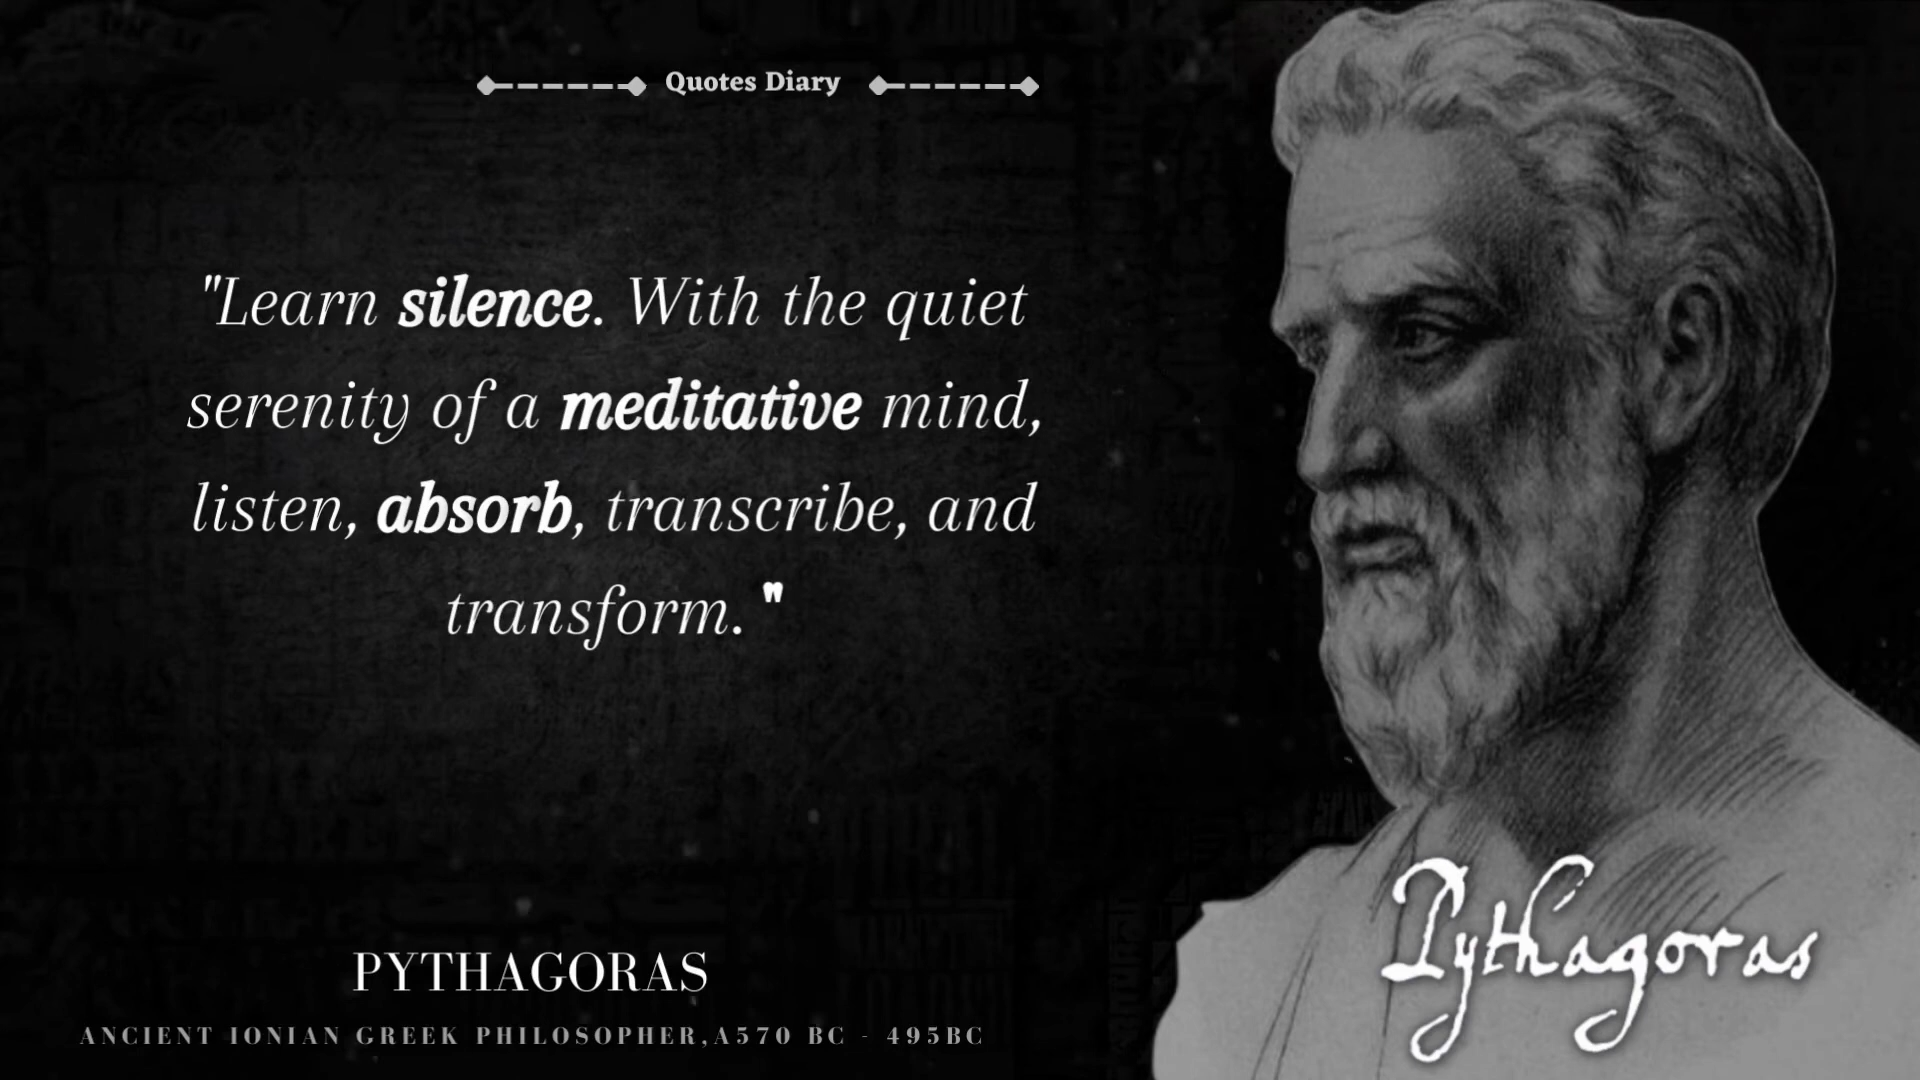 Quotes Diary
"Learn silence. With the quiet
serenity of a meditative mind,
listen, absorb, transcribe, and
transform. "
PYTHAGORAS
ANCIENT IONIAN GREEK PHILOSOPHER,A570 BC - 495BC
Pythagoras